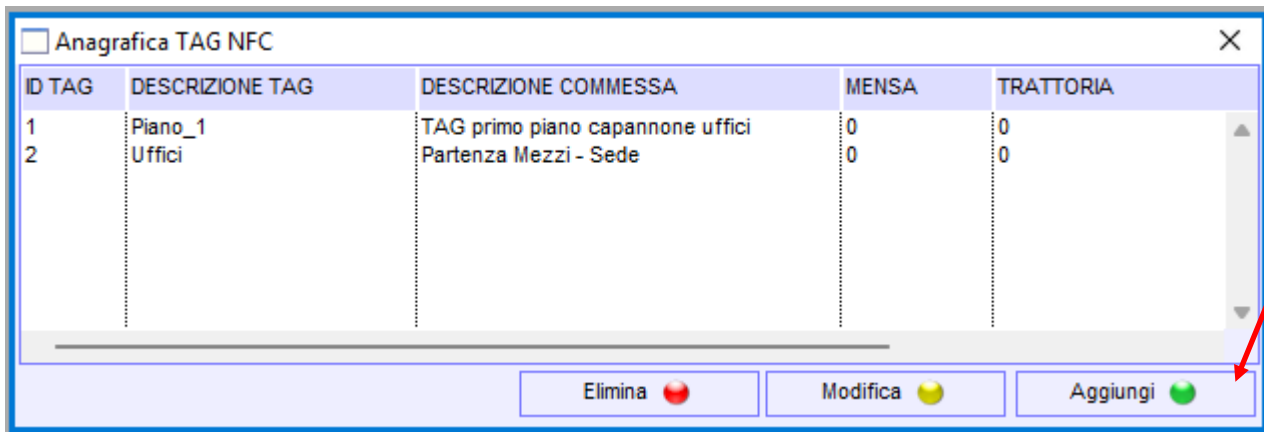 Anagrafica TAG NFC
ID TAG DESCRIZIONE TAG DESCRIZIONE COMMESSA MENSA TRATTORIA
1 Piano_1 TAG primo piano capannone uffici 0 0
2 Uffici Partenza Mezzi - Sede 0 0
Elimina Modifica Aggiungi